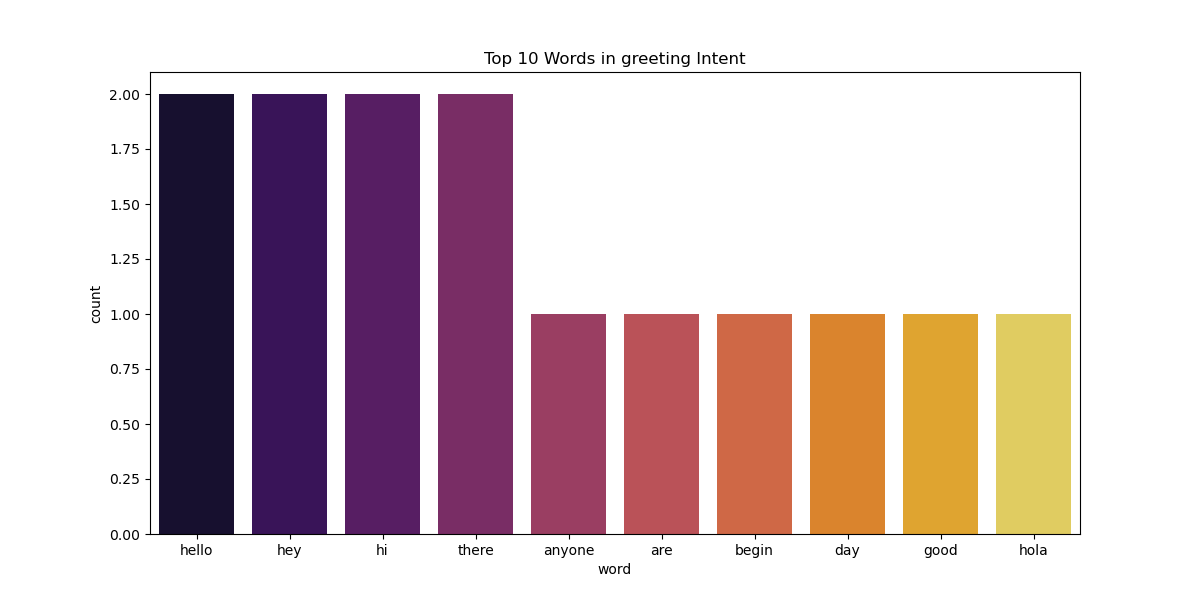 Top 10 Words in greeting Intent
2.00
1.75
1.50
1.25
1.00
0.75
0.50
0.25
0.00
count
hello hey hi there anyone are begin day good hola
word